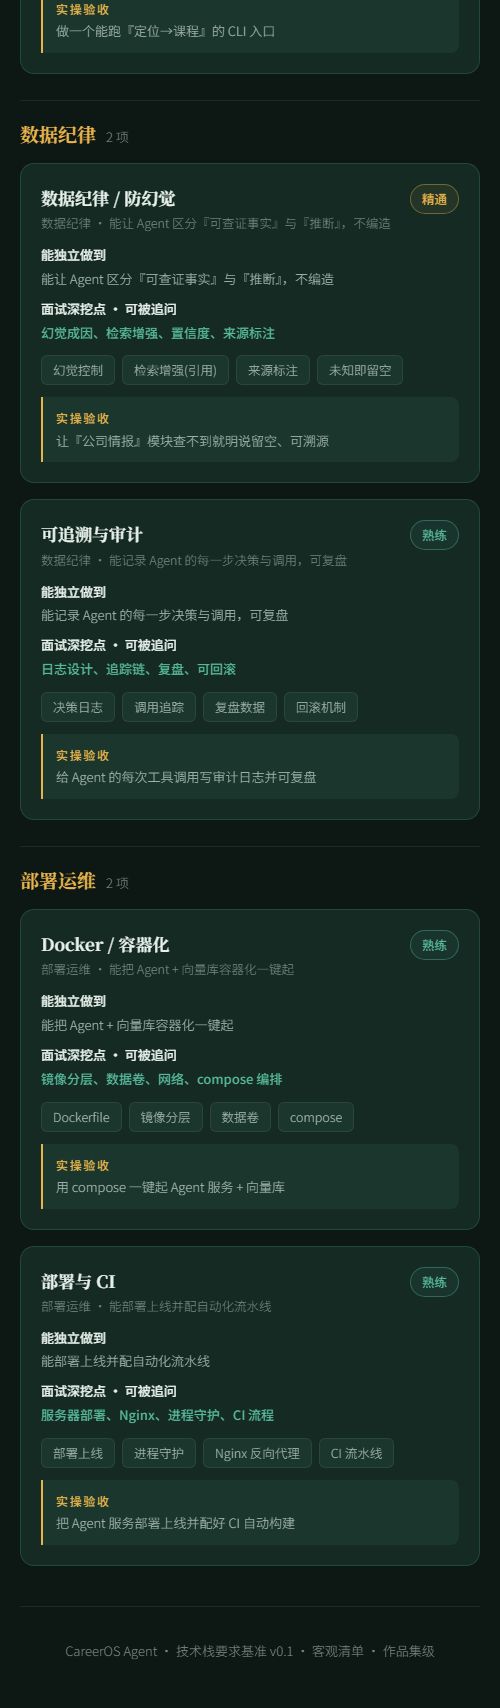 实操验收
做一个能跑『定位→课程』的 CLI 入口
数据纪律 2 项
数据纪律 / 防幻觉 精通
数据纪律 · 能让 Agent 区分『可查证事实』与『推断』，不编造
能独立做到
能让 Agent 区分『可查证事实』与『推断』，不编造
面试深挖点 · 可被追问
幻觉成因、检索增强、置信度、来源标注
幻觉控制 检索增强(引用) 来源标注 未知即留空
实操验收
让『公司情报』模块查不到就明说留空、可溯源
可追溯与审计 熟练
数据纪律 · 能记录 Agent 的每一步决策与调用，可复盘
能独立做到
能记录 Agent 的每一步决策与调用，可复盘
面试深挖点 · 可被追问
日志设计、追踪链、复盘、可回滚
决策日志 调用追踪 复盘数据 回滚机制
实操验收
给 Agent 的每次工具调用写审计日志并可复盘
部署运维 2 项
Docker / 容器化 熟练
部署运维 · 能把 Agent + 向量库容器化一键起
能独立做到
能把 Agent + 向量库容器化一键起
面试深挖点 · 可被追问
镜像分层、数据卷、网络、compose 编排
Dockerfile 镜像分层 数据卷 compose
实操验收
用 compose 一键起 Agent 服务 + 向量库
部署与 CI 熟练
部署运维 · 能部署上线并配自动化流水线
能独立做到
能部署上线并配自动化流水线
面试深挖点 · 可被追问
服务器部署、Nginx、进程守护、CI 流程
部署上线 进程守护 Nginx 反向代理 CI 流水线
实操验收
把 Agent 服务部署上线并配好 CI 自动构建
CareerOS Agent · 技术栈要求基准 v0.1 · 客观清单 · 作品集级